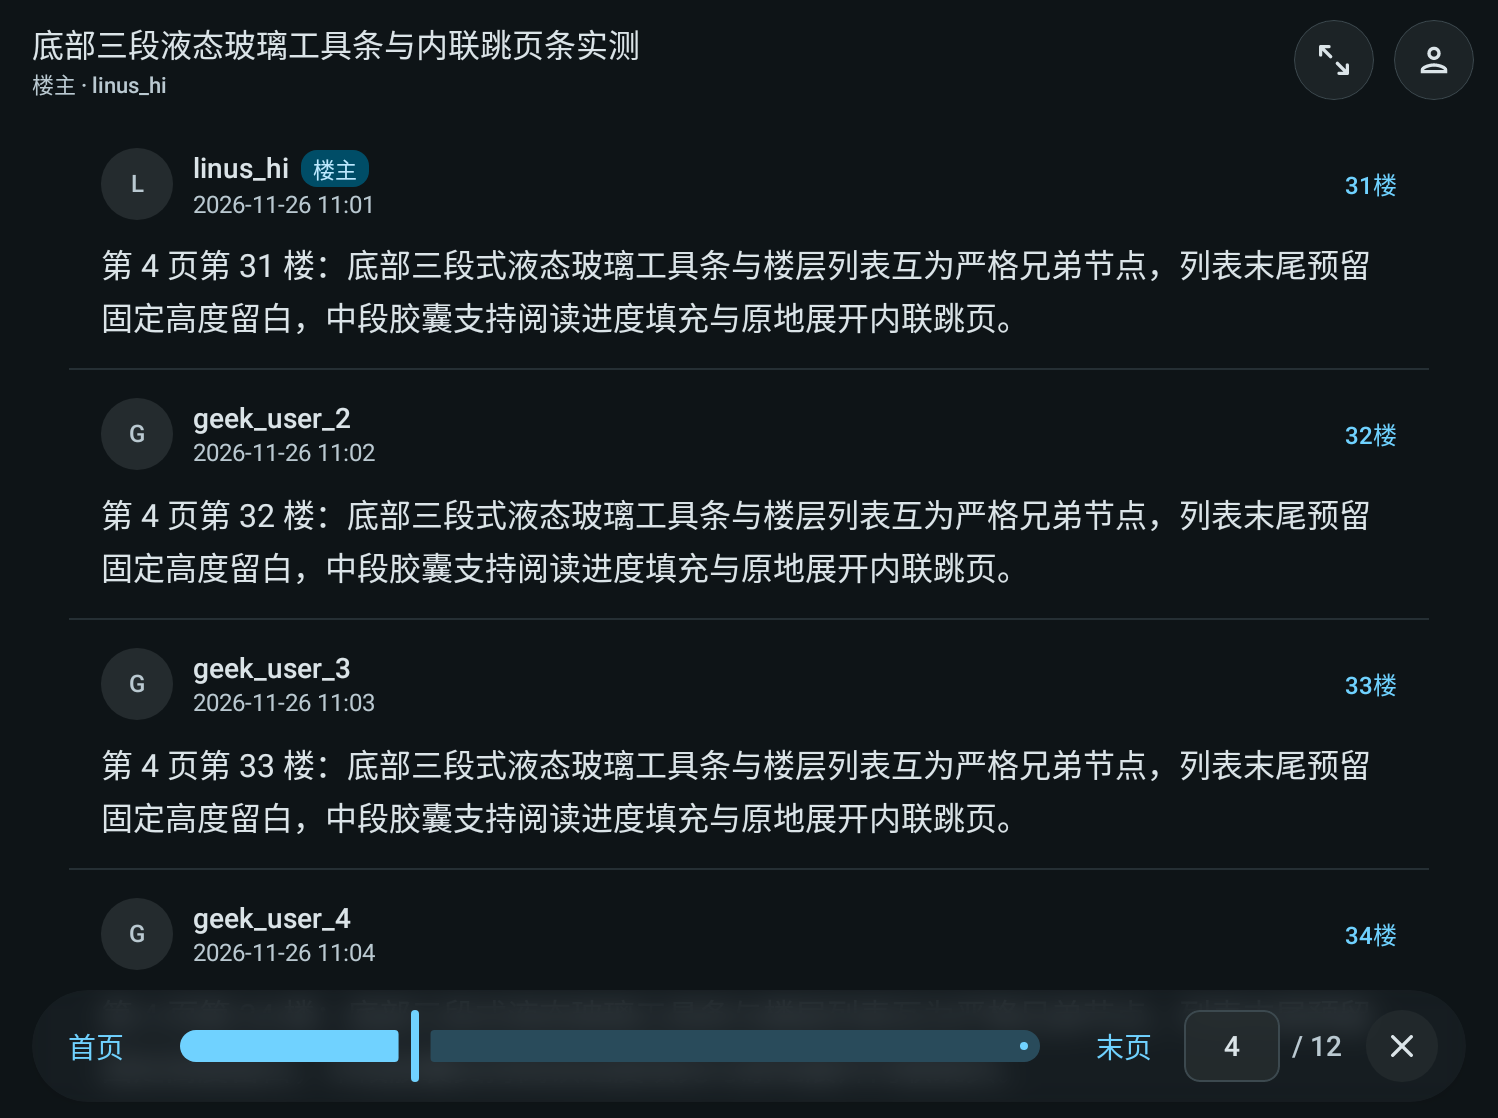 底部三段液态玻璃工具条与内联跳页条实测
楼主 · linus_hi
L
linus_hi 楼主
2026-11-26 11:01
31楼
第 4 页第 31 楼：底部三段式液态玻璃工具条与楼层列表互为严格兄弟节点，列表末尾预留
固定高度留白，中段胶囊支持阅读进度填充与原地展开内联跳页。
G
geek_user_2
2026-11-26 11:02
32楼
第 4 页第 32 楼：底部三段式液态玻璃工具条与楼层列表互为严格兄弟节点，列表末尾预留
固定高度留白，中段胶囊支持阅读进度填充与原地展开内联跳页。
G
geek_user_3
2026-11-26 11:03
33楼
第 4 页第 33 楼：底部三段式液态玻璃工具条与楼层列表互为严格兄弟节点，列表末尾预留
固定高度留白，中段胶囊支持阅读进度填充与原地展开内联跳页。
G
geek_user_4
2026-11-26 11:04
34楼
首页 末页 4 / 12